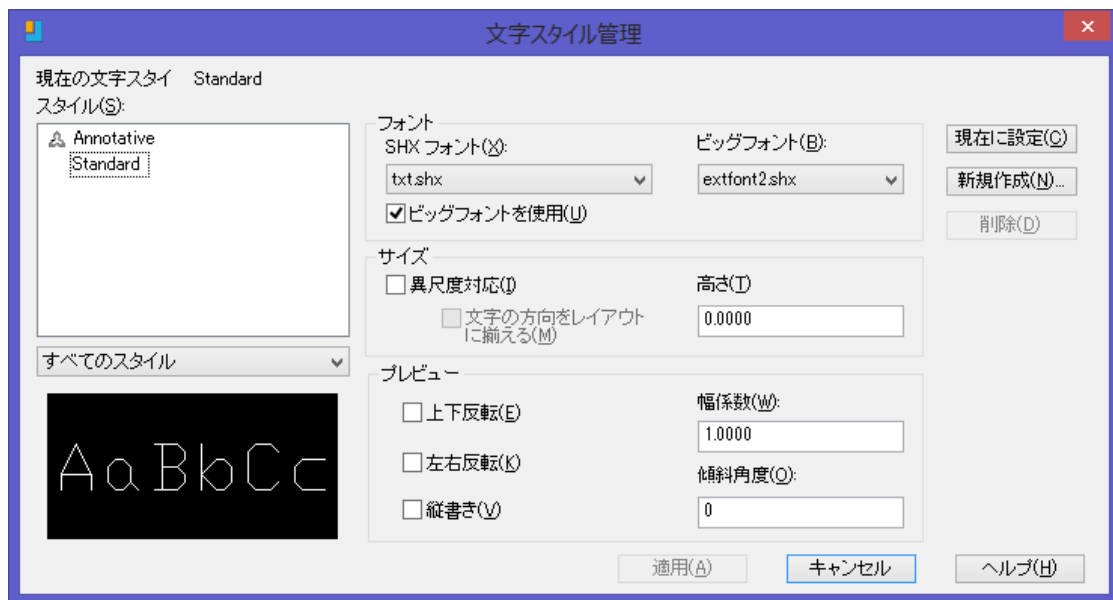 文字スタイル管理
現在の文字スタイ Standard
スタイル(S):
Annotative
Standard
すべてのスタイル
AaBbCc
フォント
SHX フォント(X):
txt.shx
ビッグフォントを使用(U)
ビッグフォント(B):
extfont2.shx
サイズ
異尺度対応(I)
文字の方向をレイアウト
に揃える(M)
高さ(T)
0.0000
プレビュー
上下反転(E)
左右反転(K)
縦書き(V)
幅係数(W):
1.0000
傾斜角度(O):
0
現在に設定(C)
新規作成(N)...
削除(D)
適用(A)
キャンセル
ヘルプ(H)